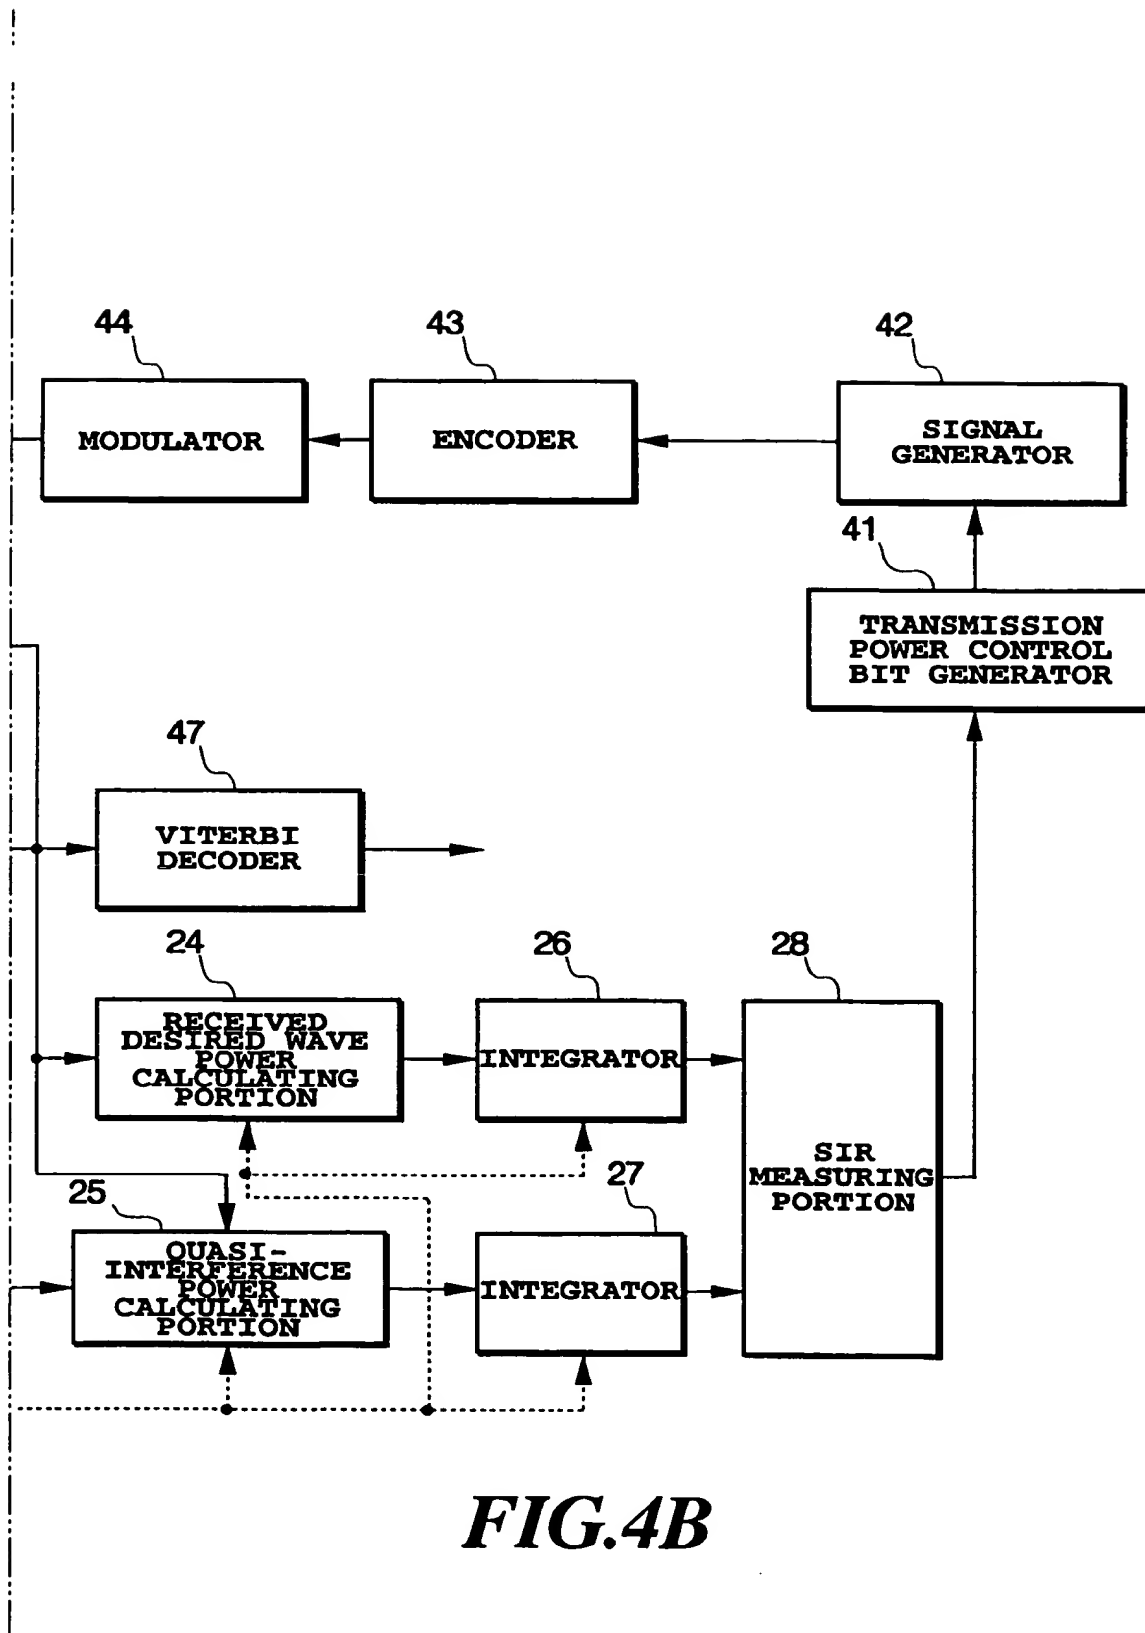 44
43
42
MODULATOR
ENCODER
SIGNAL
GENERATOR
41
TRANSMISSION
POWER CONTROL
BIT GENERATOR
47
VITERBI
DECODER
24
26
28
RECEIVED
DESIRED WAVE
POWER
CALCULATING
PORTION
INTEGRATOR
SIR
MEASURING
PORTION
25
27
QUASI-
INTERFERENCE
POWER
CALCULATING
PORTION
INTEGRATOR
FIG.4B